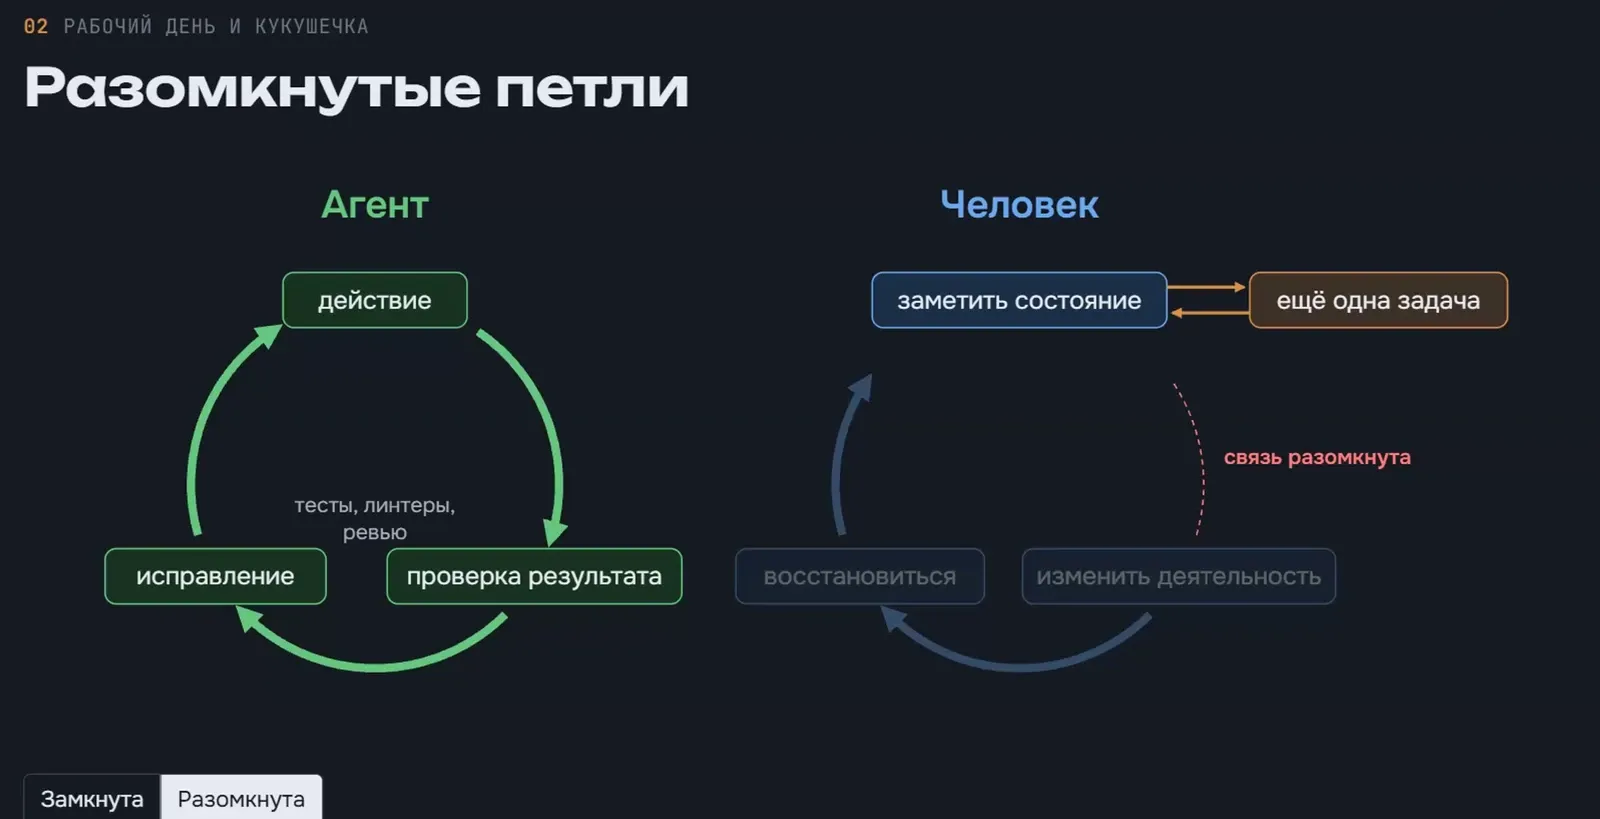 02 РАБОЧИЙ ДЕНЬ И КУКУШЕЧКА
Разомкнутые петли
Агент
действие
тесты, линтеры,
ревью
исправление
проверка результата
Человек
заметить состояние
ещё одна задача
связь разомкнута
восстановиться
изменить деятельность
Замкнута
Разомкнута